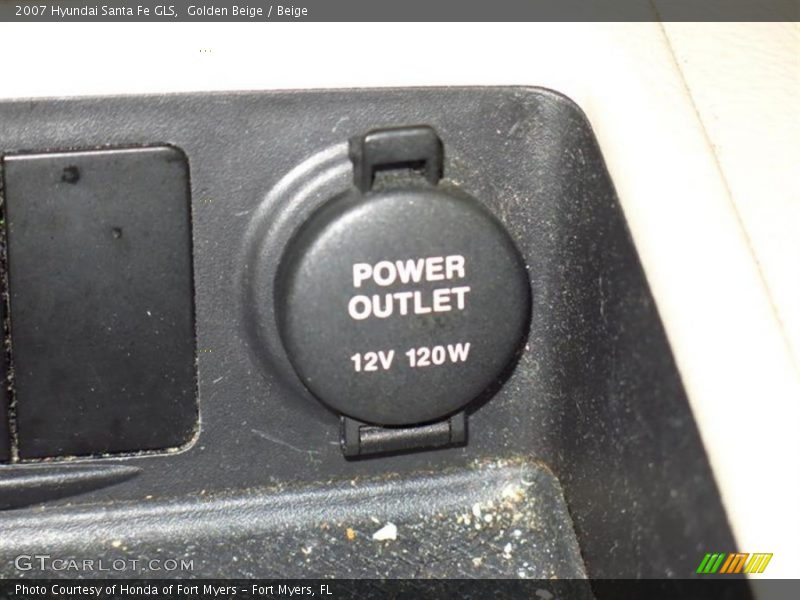 2007 Hyundai Santa Fe GLS,  Golden Beige / Beige
POWER
OUTLET
12V 120W
GTCARLOT.COM
Photo Courtesy of Honda of Fort Myers - Fort Myers, FL